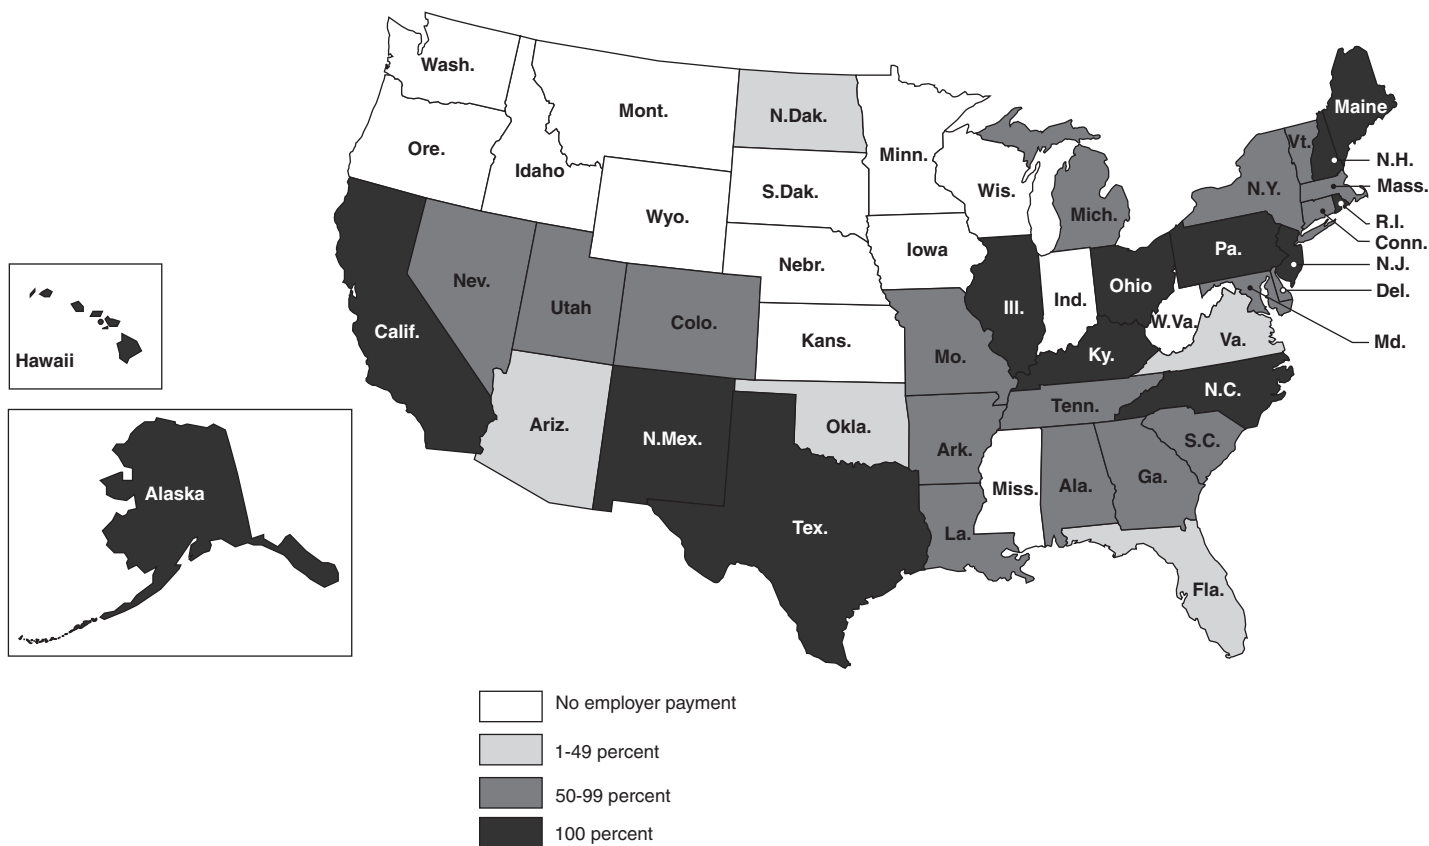 Wash.
Mont.
N.Dak.
Minn.
Maine
Vt.
N.H.
Ore.
Idaho
S.Dak.
Wis.
Mich.
N.Y.
Mass.
R.I.
Conn.
Wyo.
Iowa
Pa.
N.J.
Nebr.
Ohio
Del.
Nev.
Utah
Colo.
Ill.
Ind.
W.Va.
Va.
Md.
Calif.
Kans.
Mo.
Ky.
Hawaii
N.C.
Tenn.
Ariz.
N.Mex.
Okla.
Ark.
S.C.
Alaska
Miss.
Ala.
Ga.
Tex.
La.
Fla.
No employer payment
1-49 percent
50-99 percent
100 percent